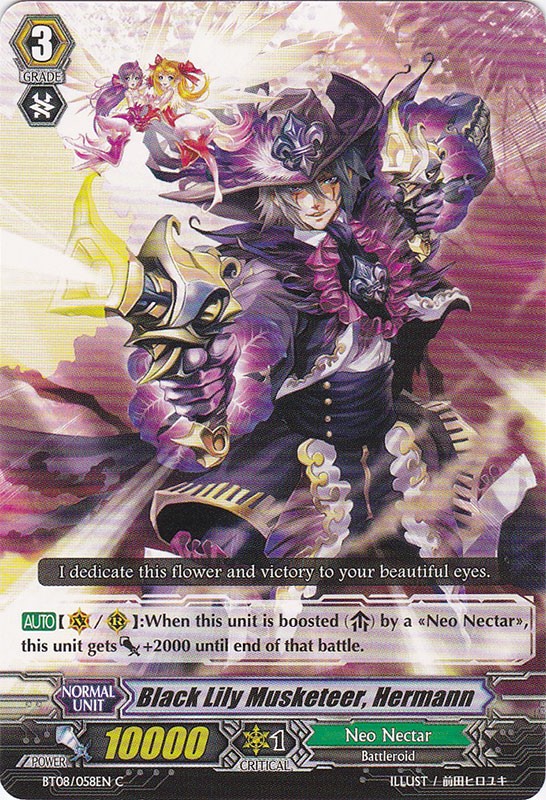 3
GRADE
I dedicate this flower and victory to your beautiful eyes.
AUTO【 V / R 】:When this unit is boosted ( ) by a «Neo Nectar»,
this unit gets +2000 until end of that battle.
NORMAL UNIT
Black Lily Musketeer, Hermann
POWER
10000
1
CRITICAL
Neo Nectar
Battleroid
BT08/058EN C
ILLUST / 前田ヒロユキ